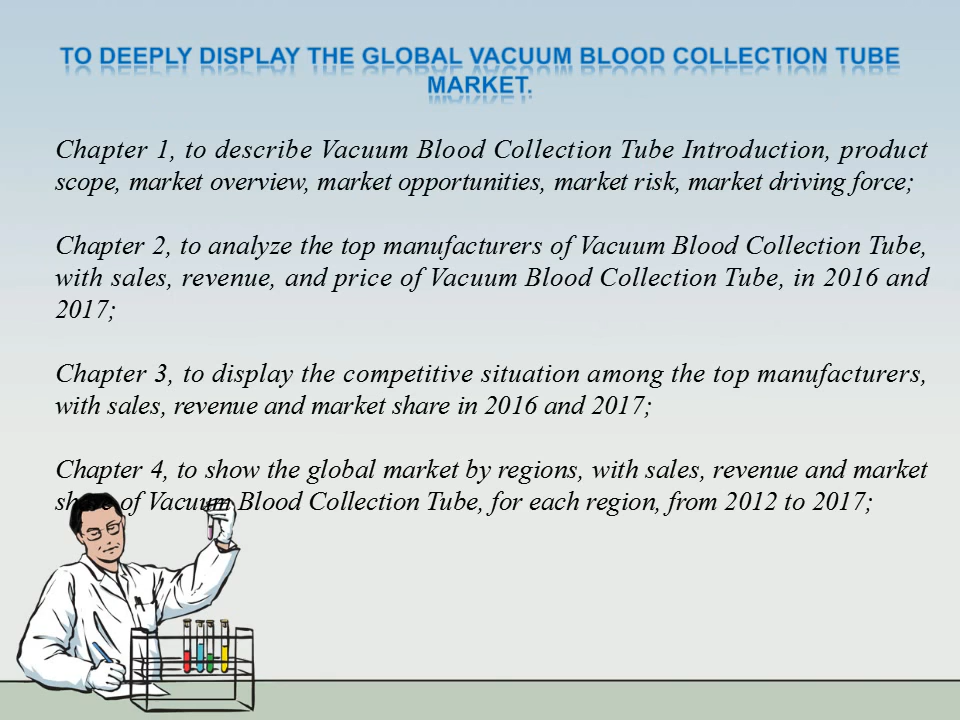 TO DEEPLY DISPLAY THE GLOBAL VACUUM BLOOD COLLECTION TUBE
MARKET.
Chapter 1, to describe Vacuum Blood Collection Tube Introduction, product
scope, market overview, market opportunities, market risk, market driving force;
Chapter 2, to analyze the top manufacturers of Vacuum Blood Collection Tube,
with sales, revenue, and price of Vacuum Blood Collection Tube, in 2016 and
2017;
Chapter 3, to display the competitive situation among the top manufacturers,
with sales, revenue and market share in 2016 and 2017;
Chapter 4, to show the global market by regions, with sales, revenue and market
share of Vacuum Blood Collection Tube, for each region, from 2012 to 2017;